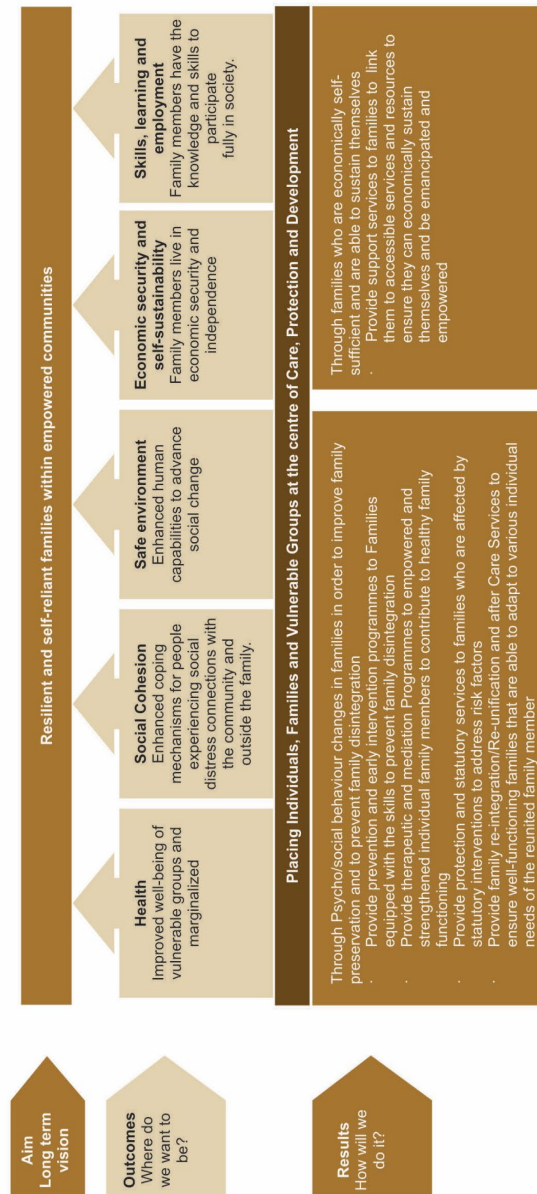 Aim
Long term
vision
Resilient and self-reliant families within empowered communities
Outcomes
Where do
we want to
be?
Health
Improved well-being of
vulnerable groups and
marginalized
Social Cohesion
Enhanced coping
mechanisms for people
experiencing social
distress connections with
the community and
outside the family.
Safe environment
Enhanced human
capabilities to advance
social change
Economic security and
self-sustainability
Family members live in
economic security and
independence
Skills, learning and
employment
Family members have the
knowledge and skills to
participate
fully in society.
Placing Individuals, Families and Vulnerable Groups at the centre of Care, Protection and Development
Results
How will we
do it?
Through Psycho/social behaviour changes in families in order to improve family
preservation and to prevent family disintegration
· Provide prevention and early intervention programmes to Families
equipped with the skills to prevent family disintegration
· Provide therapeutic and mediation Programmes to empowered and
strengthened individual family members to contribute to healthy family
functioning
· Provide protection and statutory services to families who are affected by
statutory interventions to address risk factors
· Provide family re-integration/Re-unification and after Care Services to
ensure well-functioning families that are able to adapt to various individual
needs of the reunited family member
Through families who are economically self-
sufficient and are able to sustain themselves
· Provide support services to families to link
them to accessible services and resources to
ensure they can economically sustain
themselves and be emancipated and
empowered